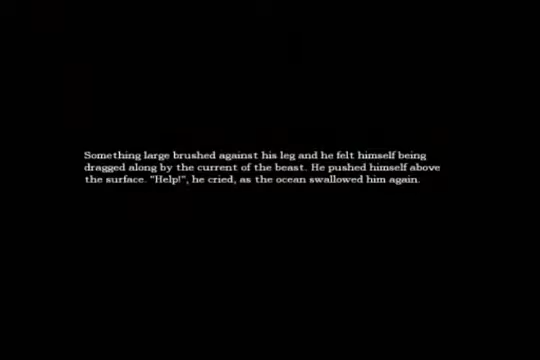 Something large brushed against his leg and he felt himself being
dragged along by the current of the beast. He pushed himself above
the surface. "Help!", he cried, as the ocean swallowed him again.